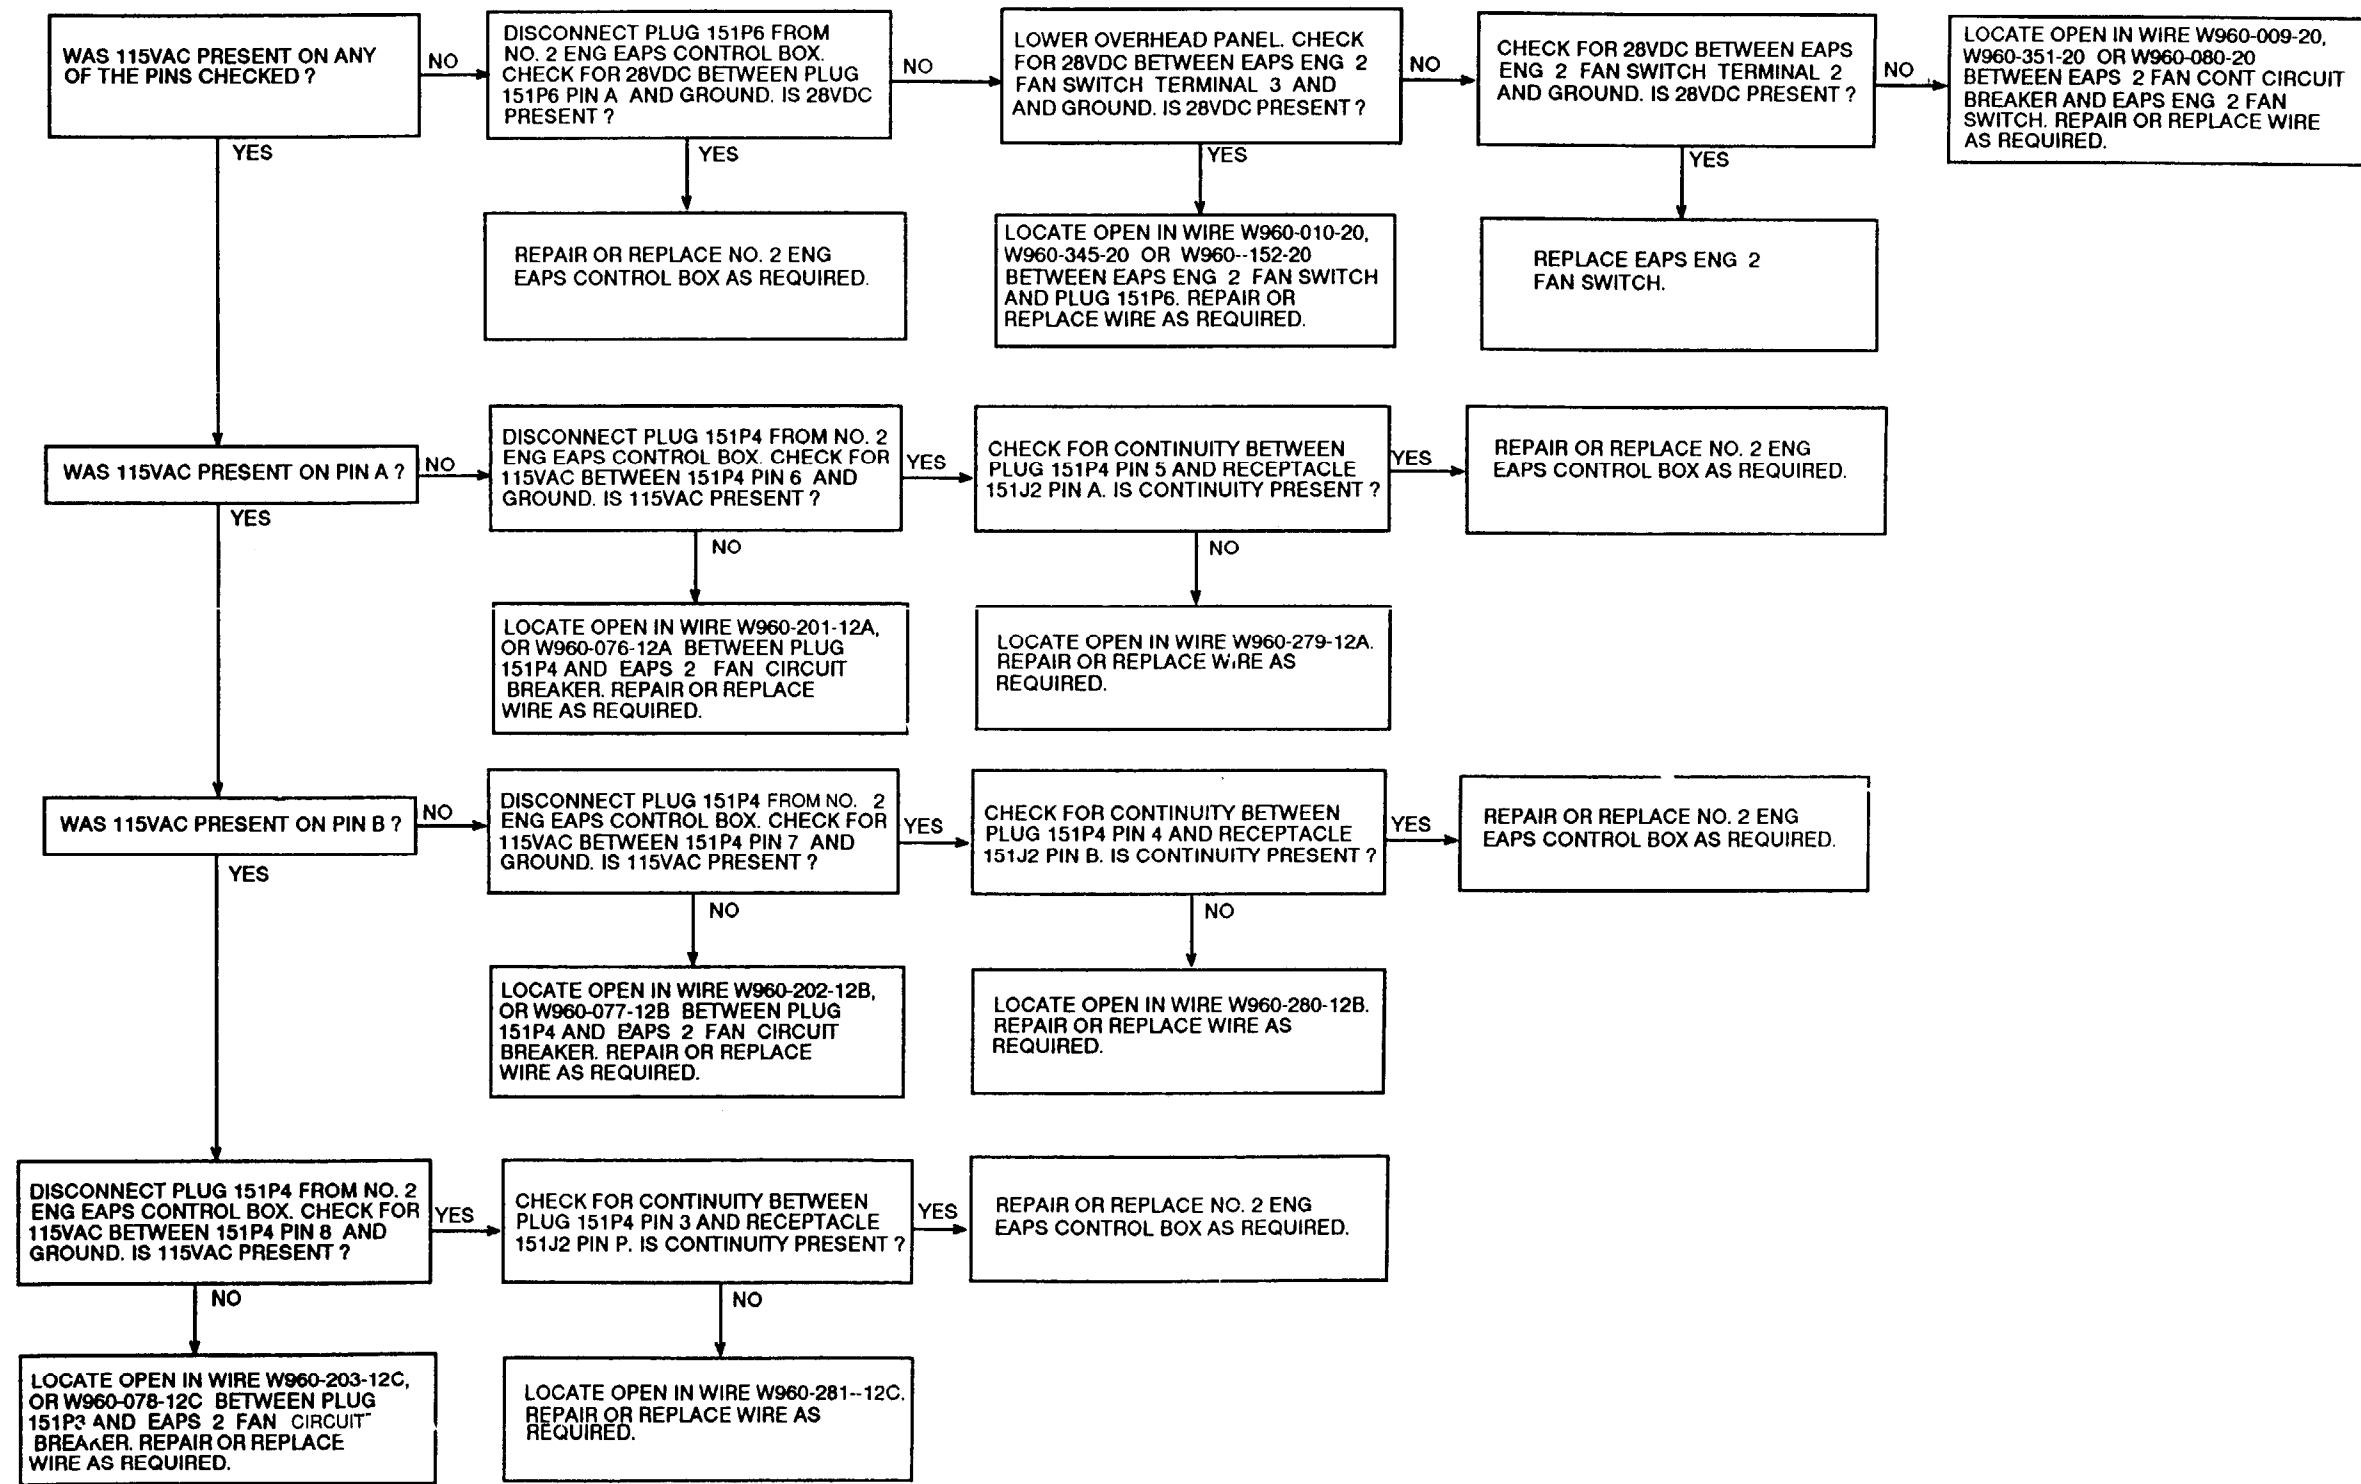 WAS 115VAC PRESENT ON ANY
OF THE PINS CHECKED ?
NO
DISCONNECT PLUG 151P6 FROM
NO. 2 ENG EAPS CONTROL BOX.
CHECK FOR 28VDC BETWEEN PLUG
151P6 PIN A AND GROUND. IS 28VDC
PRESENT ?
NO
LOWER OVERHEAD PANEL. CHECK
FOR 28VDC BETWEEN EAPS ENG 2
FAN SWITCH TERMINAL 3 AND
AND GROUND. IS 28VDC PRESENT ?
NO
CHECK FOR 28VDC BETWEEN EAPS
ENG 2 FAN SWITCH TERMINAL 2
AND GROUND. IS 28VDC PRESENT ?
NO
LOCATE OPEN IN WIRE W960-009-20,
W960-351-20 OR W960-080-20
BETWEEN EAPS 2 FAN CONT CIRCUIT
BREAKER AND EAPS ENG 2 FAN
SWITCH. REPAIR OR REPLACE WIRE
AS REQUIRED.
YES
YES
YES
YES
REPAIR OR REPLACE NO. 2 ENG
EAPS CONTROL BOX AS REQUIRED.
LOCATE OPEN IN WIRE W960-010-20,
W960-345-20 OR W960--152-20
BETWEEN EAPS ENG 2 FAN SWITCH
AND PLUG 151P6. REPAIR OR
REPLACE WIRE AS REQUIRED.
REPLACE EAPS ENG 2
FAN SWITCH.
WAS 115VAC PRESENT ON PIN A ?
NO
DISCONNECT PLUG 151P4 FROM NO. 2
ENG EAPS CONTROL BOX. CHECK FOR
115VAC BETWEEN 151P4 PIN 6 AND
GROUND. IS 115VAC PRESENT ?
YES
CHECK FOR CONTINUITY BETWEEN
PLUG 151P4 PIN 5 AND RECEPTACLE
151J2 PIN A. IS CONTINUITY PRESENT ?
YES
REPAIR OR REPLACE NO. 2 ENG
EAPS CONTROL BOX AS REQUIRED.
YES
NO
NO
LOCATE OPEN IN WIRE W960-201-12A,
OR W960-076-12A BETWEEN PLUG
151P4 AND EAPS 2 FAN CIRCUIT
BREAKER. REPAIR OR REPLACE
WIRE AS REQUIRED.
LOCATE OPEN IN WIRE W960-279-12A.
REPAIR OR REPLACE WIRE AS
REQUIRED.
WAS 115VAC PRESENT ON PIN B ?
NO
DISCONNECT PLUG 151P4 FROM NO. 2
ENG EAPS CONTROL BOX. CHECK FOR
115VAC BETWEEN 151P4 PIN 7 AND
GROUND. IS 115VAC PRESENT ?
YES
CHECK FOR CONTINUITY BETWEEN
PLUG 151P4 PIN 4 AND RECEPTACLE
151J2 PIN B. IS CONTINUITY PRESENT ?
YES
REPAIR OR REPLACE NO. 2 ENG
EAPS CONTROL BOX AS REQUIRED.
YES
NO
NO
LOCATE OPEN IN WIRE W960-202-12B,
OR W960-077-12B BETWEEN PLUG
151P4 AND EAPS 2 FAN CIRCUIT
BREAKER. REPAIR OR REPLACE
WIRE AS REQUIRED.
LOCATE OPEN IN WIRE W960-280-12B.
REPAIR OR REPLACE WIRE AS
REQUIRED.
DISCONNECT PLUG 151P4 FROM NO. 2
ENG EAPS CONTROL BOX. CHECK FOR
115VAC BETWEEN 151P4 PIN 8 AND
GROUND. IS 115VAC PRESENT ?
YES
CHECK FOR CONTINUITY BETWEEN
PLUG 151P4 PIN 3 AND RECEPTACLE
151J2 PIN P. IS CONTINUITY PRESENT ?
YES
REPAIR OR REPLACE NO. 2 ENG
EAPS CONTROL BOX AS REQUIRED.
NO
NO
LOCATE OPEN IN WIRE W960-203-12C,
OR W960-078-12C BETWEEN PLUG
151P3 AND EAPS 2 FAN CIRCUIT
BREAKER. REPAIR OR REPLACE
WIRE AS REQUIRED.
LOCATE OPEN IN WIRE W960-281--12C.
REPAIR OR REPLACE WIRE AS
REQUIRED.